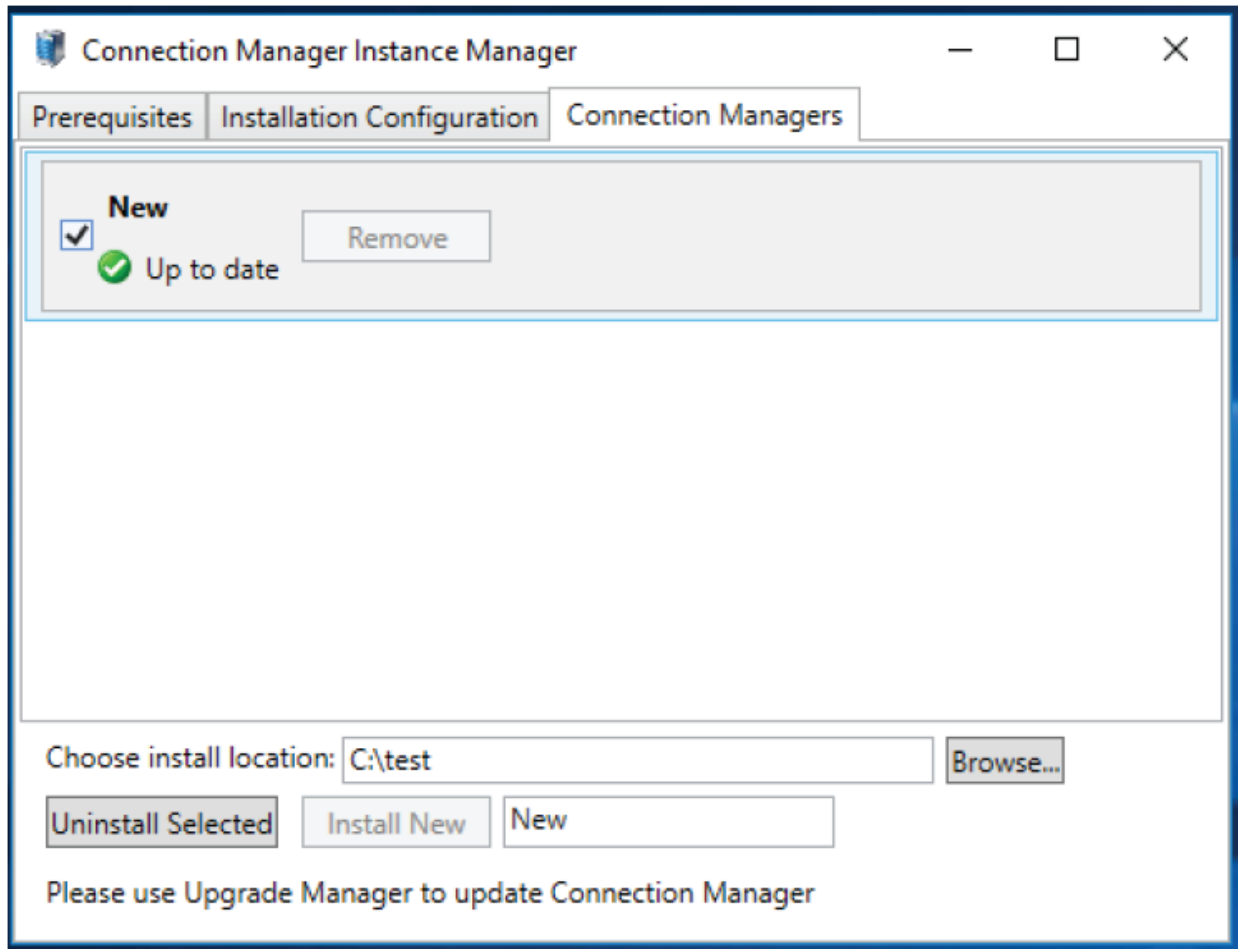 Connection Manager Instance Manager
Prerequisites Installation Configuration Connection Managers
New
Remove
Up to date
Choose install location: C:\test Browse...
Uninstall Selected Install New New
Please use Upgrade Manager to update Connection Manager